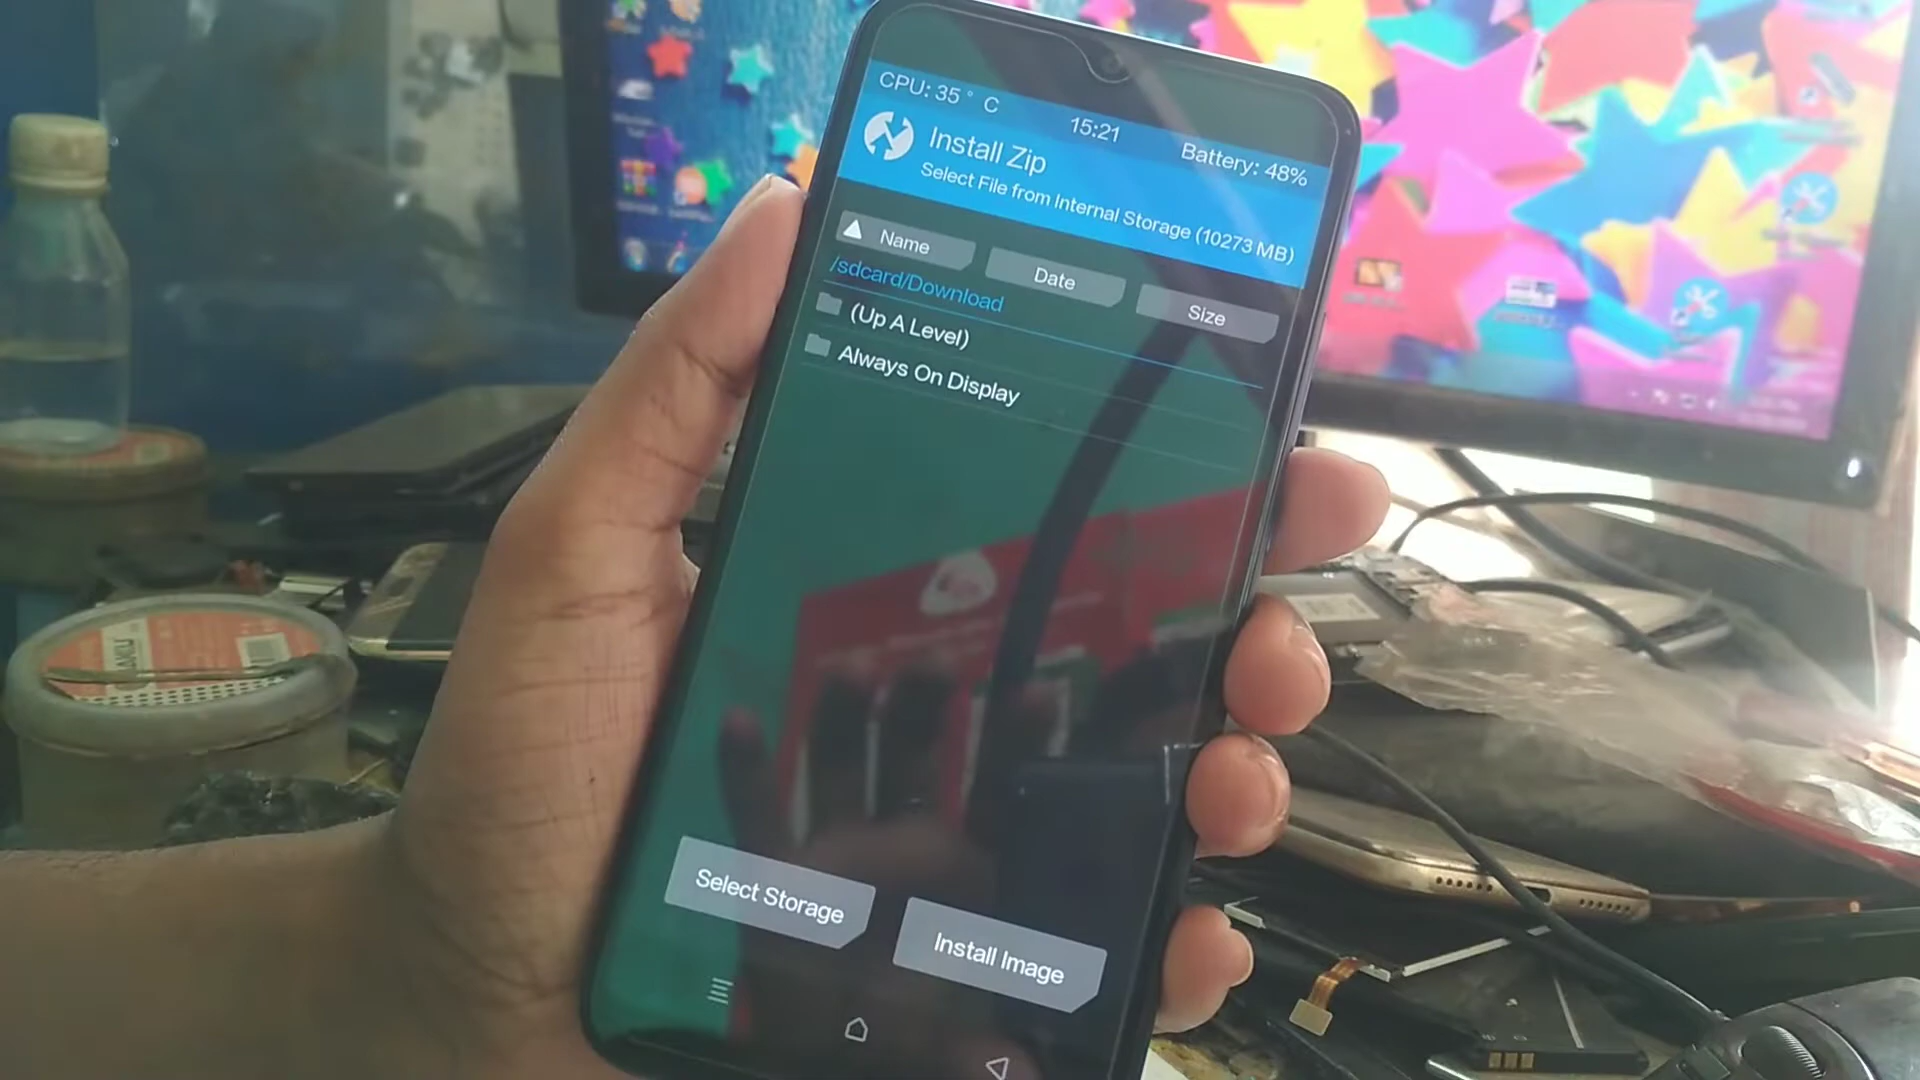 CPU: 35 ° C
15:21
Battery: 48%
Install Zip
Select File from Internal Storage (10273 MB)
Name
Date
Size
/sdcard/Download
(Up A Level)
Always On Display
Select Storage
Install Image